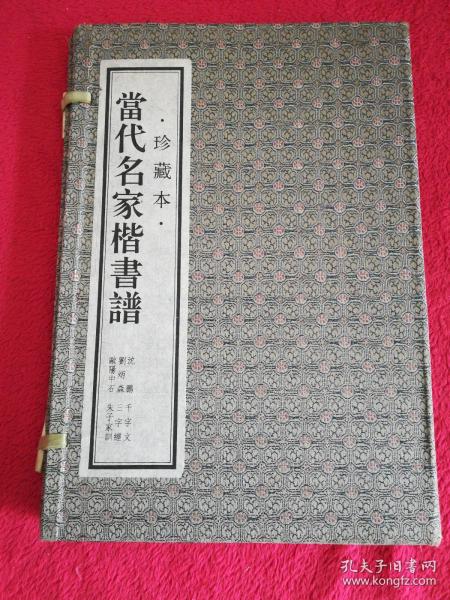 ·珍藏本·
當代名家楷書譜
沈鵬 千字文
劉炳森 三字經
歐陽中石 朱子家訓
孔夫子旧书网
www.kongfz.com